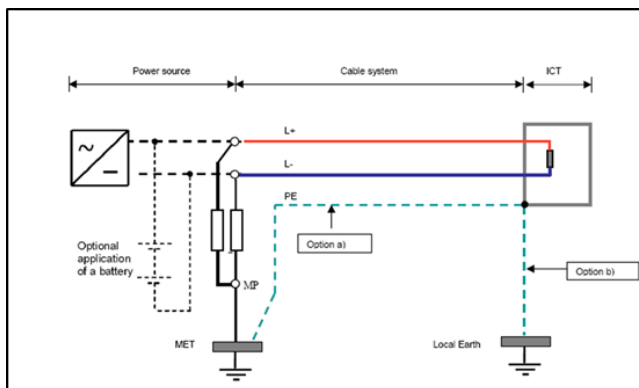 Power source
Cable system
ICT
L+
L-
PE
Option a)
Optional
application
of a battery
Option b)
MP
MET
Local Earth